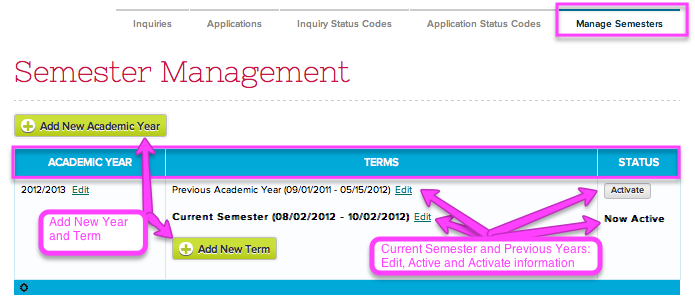 Inquiries Applications Inquiry Status Codes Application Status Codes Manage Semesters
Semester Management
Add New Academic Year
ACADEMIC YEAR TERMS STATUS
2012/2013 Edit Previous Academic Year (09/01/2011 - 05/15/2012) Edit Activate
Current Semester (08/02/2012 - 10/02/2012) Edit Now Active
Add New Year
and Term
Add New Term
Current Semester and Previous Years:
Edit, Active and Activate information